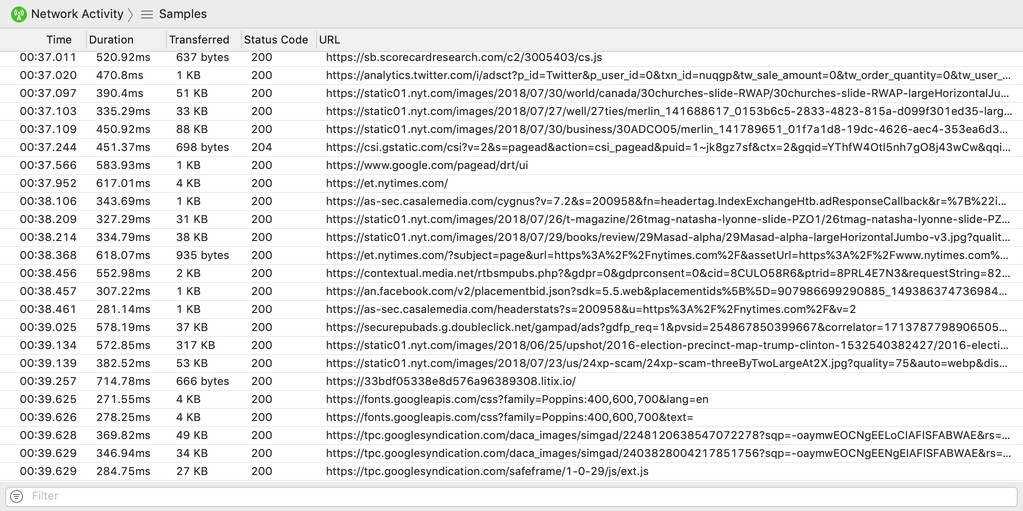 Network Activity Samples
Time Duration Transferred Status Code URL
00:37.011 520.92ms 637 bytes 200 https://sb.scorecardresearch.com/c2/3005403/cs.js
00:37.020 470.8ms 1 KB 200 https://analytics.twitter.com/i/adsct?p_id=Twitter&p_user_id=0&txn_id=nuqgp&tw_sale_amount=0&tw_order_quantity=0&tw_user_...
00:37.097 390.4ms 51 KB 200 https://static01.nyt.com/images/2018/07/30/world/canada/30churches-slide-RWAP/30churches-slide-RWAP-largeHorizontalJu...
00:37.103 335.29ms 33 KB 200 https://static01.nyt.com/images/2018/07/27/well/27ties/merlin_141688617_0153b6c5-2833-4823-815a-d099f301ed35-larg...
00:37.109 450.92ms 88 KB 200 https://static01.nyt.com/images/2018/07/30/business/30ADCO05/merlin_141789651_01f7a1d8-19dc-4626-aec4-353ea6d3...
00:37.244 451.37ms 698 bytes 204 https://csi.gstatic.com/csi?v=2&s=pagead&action=csi_pagead&puid=1~jk8gz7sf&ctx=2&gqid=YThfW4OtI5nh7gO8j43wCw&qqi...
00:37.566 583.93ms 1 KB 200 https://www.google.com/pagead/drt/ui
00:37.952 617.01ms 4 KB 200 https://et.nytimes.com/
00:38.106 343.69ms 1 KB 200 https://as-sec.casalemedia.com/cygnus?v=7.2&s=200958&fn=headertag.IndexExchangeHtb.adResponseCallback&r=%7B%22i...
00:38.209 327.29ms 31 KB 200 https://static01.nyt.com/images/2018/07/26/t-magazine/26tmag-natasha-lyonne-slide-PZO1/26tmag-natasha-lyonne-slide-PZ...
00:38.214 334.79ms 38 KB 200 https://static01.nyt.com/images/2018/07/29/books/review/29Masad-alpha/29Masad-alpha-largeHorizontalJumbo-v3.jpg?qualit...
00:38.368 618.07ms 935 bytes 200 https://et.nytimes.com/?subject=page&url=https%3A%2F%2Fnytimes.com%2F&assetUrl=https%3A%2F%2Fwww.nytimes.com%...
00:38.456 552.98ms 2 KB 200 https://contextual.media.net/rtbsmpubs.php?&gdpr=0&gdprconsent=0&cid=8CULO58R6&ptrid=8PRL4E7N3&requestString=82...
00:38.457 307.22ms 1 KB 200 https://an.facebook.com/v2/placementbid.json?sdk=5.5.web&placementids%5B%5D=907986699290885_149386374736984...
00:38.461 281.14ms 1 KB 200 https://as-sec.casalemedia.com/headerstats?s=200958&u=https%3A%2F%2Fnytimes.com%2F&v=2
00:39.025 578.19ms 37 KB 200 https://securepubads.g.doubleclick.net/gampad/ads?gdfp_req=1&pvsid=254867850399667&correlator=1713787798906505...
00:39.134 572.85ms 317 KB 200 https://static01.nyt.com/images/2018/06/25/upshot/2016-election-precinct-map-trump-clinton-1532540382427/2016-electi...
00:39.139 382.52ms 53 KB 200 https://static01.nyt.com/images/2018/07/23/us/24xp-scam/24xp-scam-threeByTwoLargeAt2X.jpg?quality=75&auto=webp&dis...
00:39.257 714.78ms 666 bytes 200 https://33bdf05338e8d576a96389308.litix.io/
00:39.625 271.55ms 4 KB 200 https://fonts.googleapis.com/css?family=Poppins:400,600,700&lang=en
00:39.626 278.25ms 4 KB 200 https://fonts.googleapis.com/css?family=Poppins:400,600,700&text=
00:39.628 369.82ms 49 KB 200 https://tpc.googlesyndication.com/daca_images/simgad/2248120638547072278?sqp=-oaymwEOCNgEELoCIAFISFABWAE&rs=...
00:39.629 346.94ms 34 KB 200 https://tpc.googlesyndication.com/daca_images/simgad/2403828004217851756?sqp=-oaymwEOCNgEENgEIAFISFABWAE&rs=...
00:39.629 284.75ms 27 KB 200 https://tpc.googlesyndication.com/safeframe/1-0-29/js/ext.js
Filter